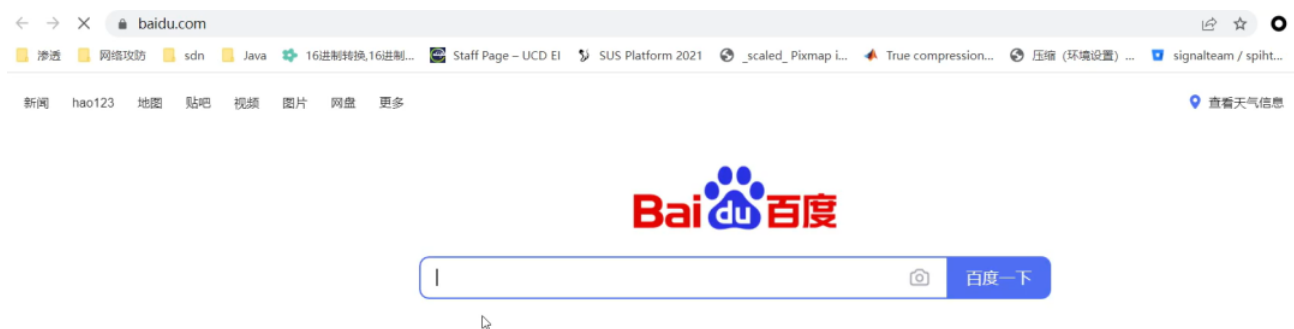 baidu.com
渗透 网络攻防 sdn Java 16进制转换,16进制... Staff Page – UCD EI SUS Platform 2021 _scaled_ Pixmap i... True compression... 压缩（环境设置）... signalteam / spiht...
新闻 hao123 地图 贴吧 视频 图片 网盘 更多 查看天气信息
Bai du 百度
百度一下